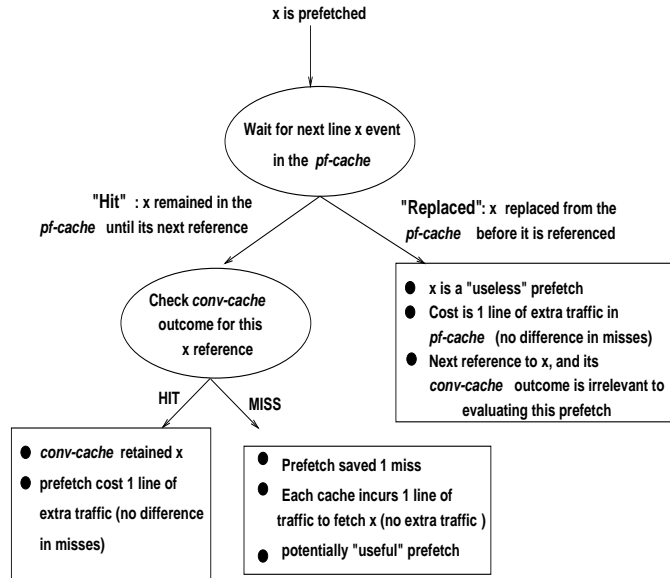 x is prefetched
Wait for next line x event
in the pf-cache
"Hit" : x remained in the
pf-cache until its next reference
"Replaced": x replaced from the
pf-cache before it is referenced
Check conv-cache
outcome for this
x reference
● x is a "useless" prefetch
● Cost is 1 line of extra traffic in
pf-cache (no difference in misses)
● Next reference to x, and its
conv-cache outcome is irrelevant to
evaluating this prefetch
HIT
MISS
● conv-cache retained x
● prefetch cost 1 line of
extra traffic (no difference
in misses)
● Prefetch saved 1 miss
● Each cache incurs 1 line of
traffic to fetch x (no extra traffic )
● potentially "useful" prefetch